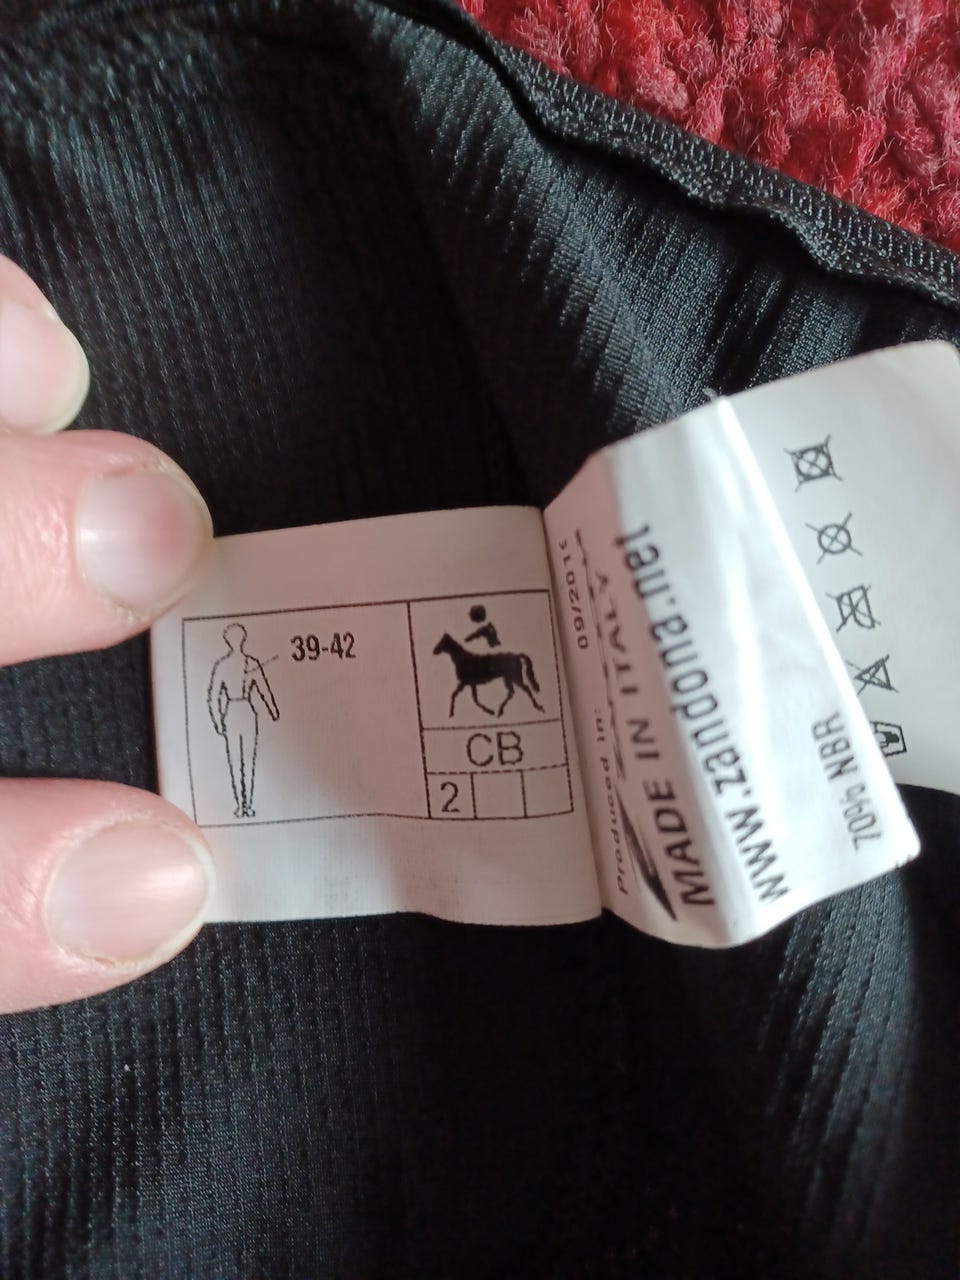 39-42
CB
2
09/2015
Produced in:
MADE IN ITALY
www.zandona.net
70% NBR